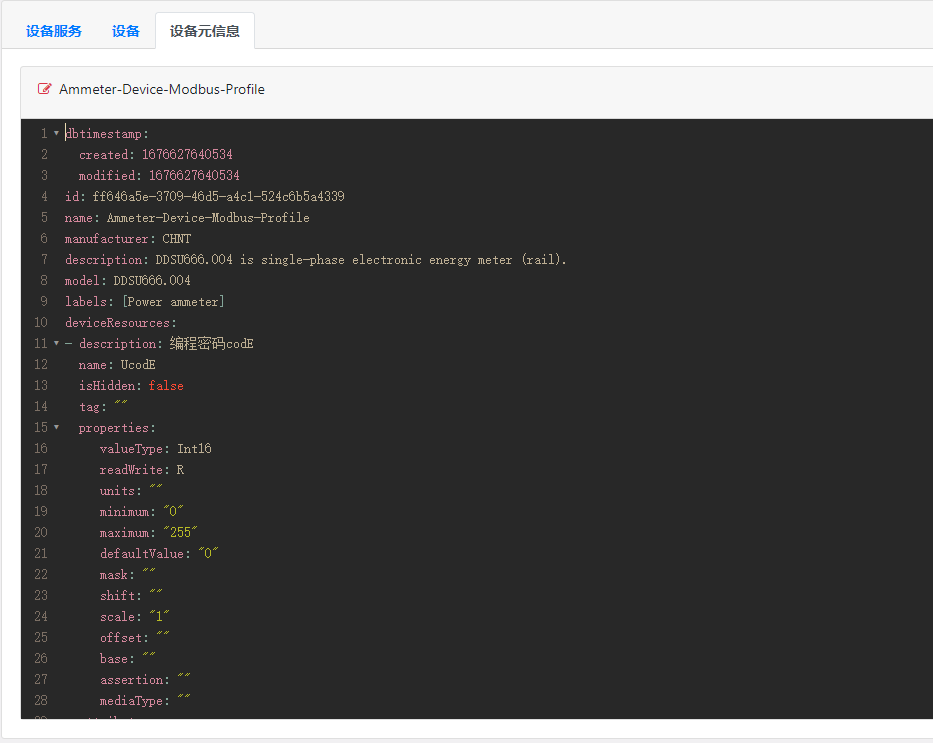 设备服务 设备 设备元信息
Ammeter-Device-Modbus-Profile
1 dbtimestamp:
2 created: 1676627640534
3 modified: 1676627640534
4 id: ff646a5e-3709-46d5-a4c1-524c6b5a4339
5 name: Ammeter-Device-Modbus-Profile
6 manufacturer: CHNT
7 description: DDSU666.004 is single-phase electronic energy meter (rail).
8 model: DDSU666.004
9 labels: [Power ammeter]
10 deviceResources:
11 - description: 编程密码codE
12 name: UcodE
13 isHidden: false
14 tag: ""
15 properties:
16 valueType: Int16
17 readWrite: R
18 units: ""
19 minimum: "0"
20 maximum: "255"
21 defaultValue: "0"
22 mask: ""
23 shift: ""
24 scale: "1"
25 offset: ""
26 base: ""
27 assertion: ""
28 mediaType: ""